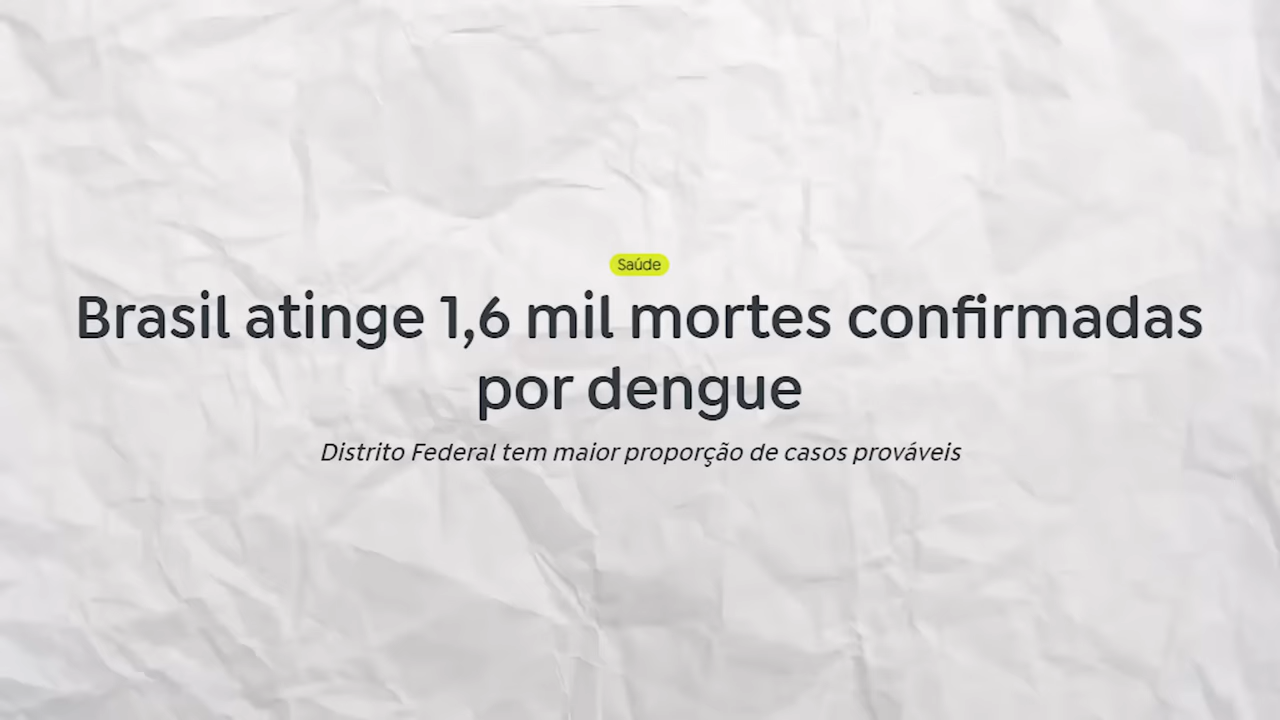 Saúde
Brasil atinge 1,6 mil mortes confirmadas
por dengue
Distrito Federal tem maior proporção de casos prováveis